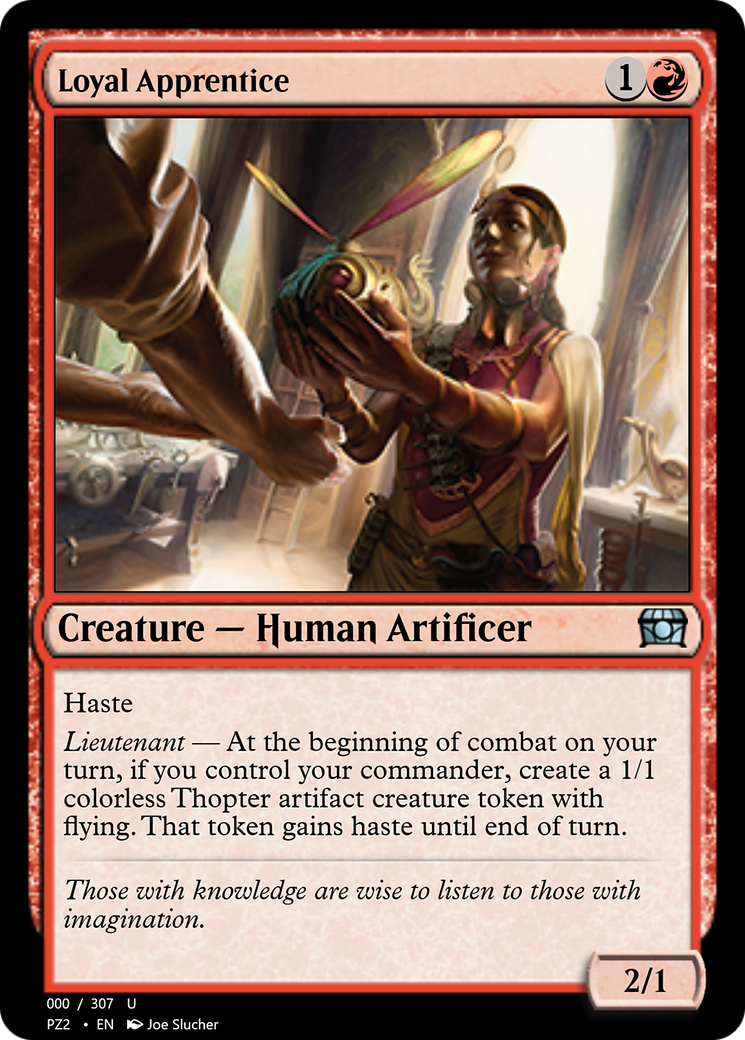 Loyal Apprentice 1
Creature — Human Artificer
Haste
Lieutenant — At the beginning of combat on your
turn, if you control your commander, create a 1/1
colorless Thopter artifact creature token with
flying. That token gains haste until end of turn.
Those with knowledge are wise to listen to those with
imagination.
2/1
000 / 307 U
PZ2 • EN Joe Slucher